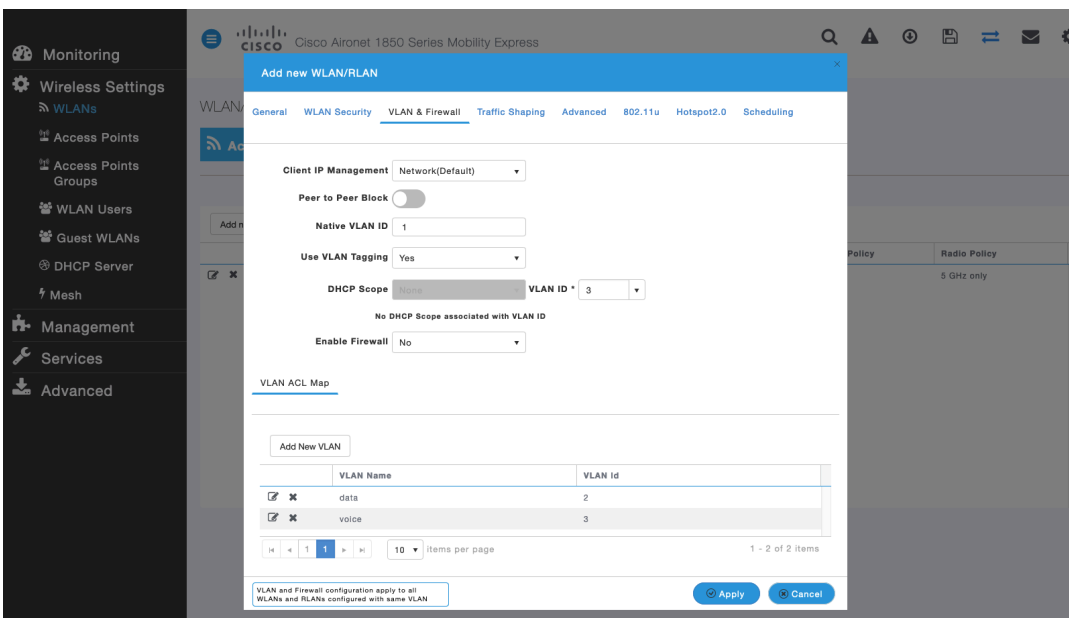 Monitoring
Wireless Settings
WLANs
Access Points
Access Points
Groups
WLAN Users
Guest WLANs
DHCP Server
Mesh
Management
Services
Advanced
CISCO Cisco Aironet 1850 Series Mobility Express
Add new WLAN/RLAN
General WLAN Security VLAN & Firewall Traffic Shaping Advanced 802.11u Hotspot2.0 Scheduling
Client IP Management Network(Default)
Peer to Peer Block
Native VLAN ID 1
Use VLAN Tagging Yes
DHCP Scope None VLAN ID * 3
No DHCP Scope associated with VLAN ID
Enable Firewall No
VLAN ACL Map
Add New VLAN
VLAN Name VLAN Id
data 2
voice 3
1 1 10 items per page 1 - 2 of 2 items
VLAN and Firewall configuration apply to all
WLANs and RLANs configured with same VLAN
Apply Cancel
WLAN/
Ac
Add n
Policy Radio Policy
5 GHz only